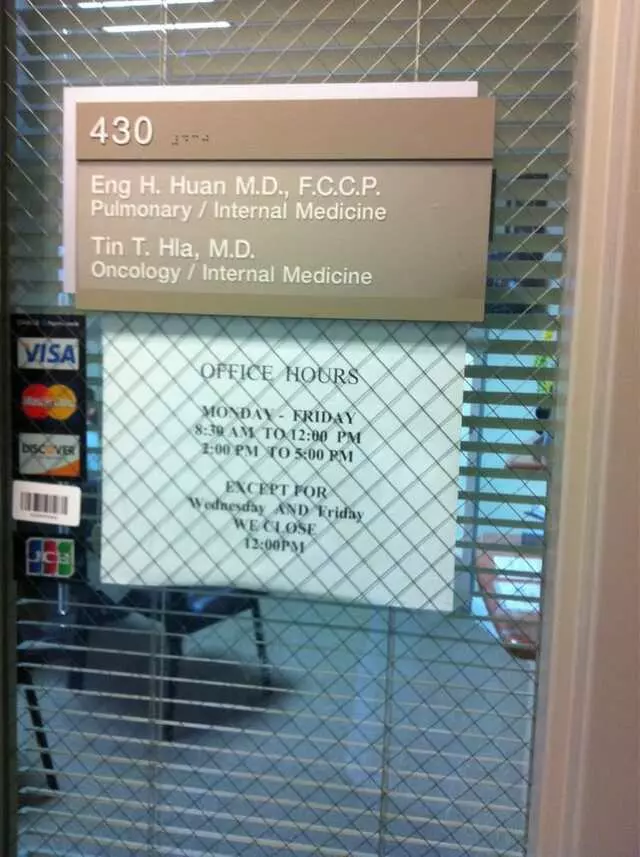 430
Eng H. Huan M.D., F.C.C.P.
Pulmonary / Internal Medicine
Tin T. Hla, M.D.
Oncology / Internal Medicine
VISA
MasterCard
DISCOVER
JCB
OFFICE HOURS
MONDAY - FRIDAY
8:30 AM TO 12:00 PM
2:00 PM TO 5:00 PM
EXCEPT FOR
Wednesday AND Friday
WE CLOSE
12:00PM